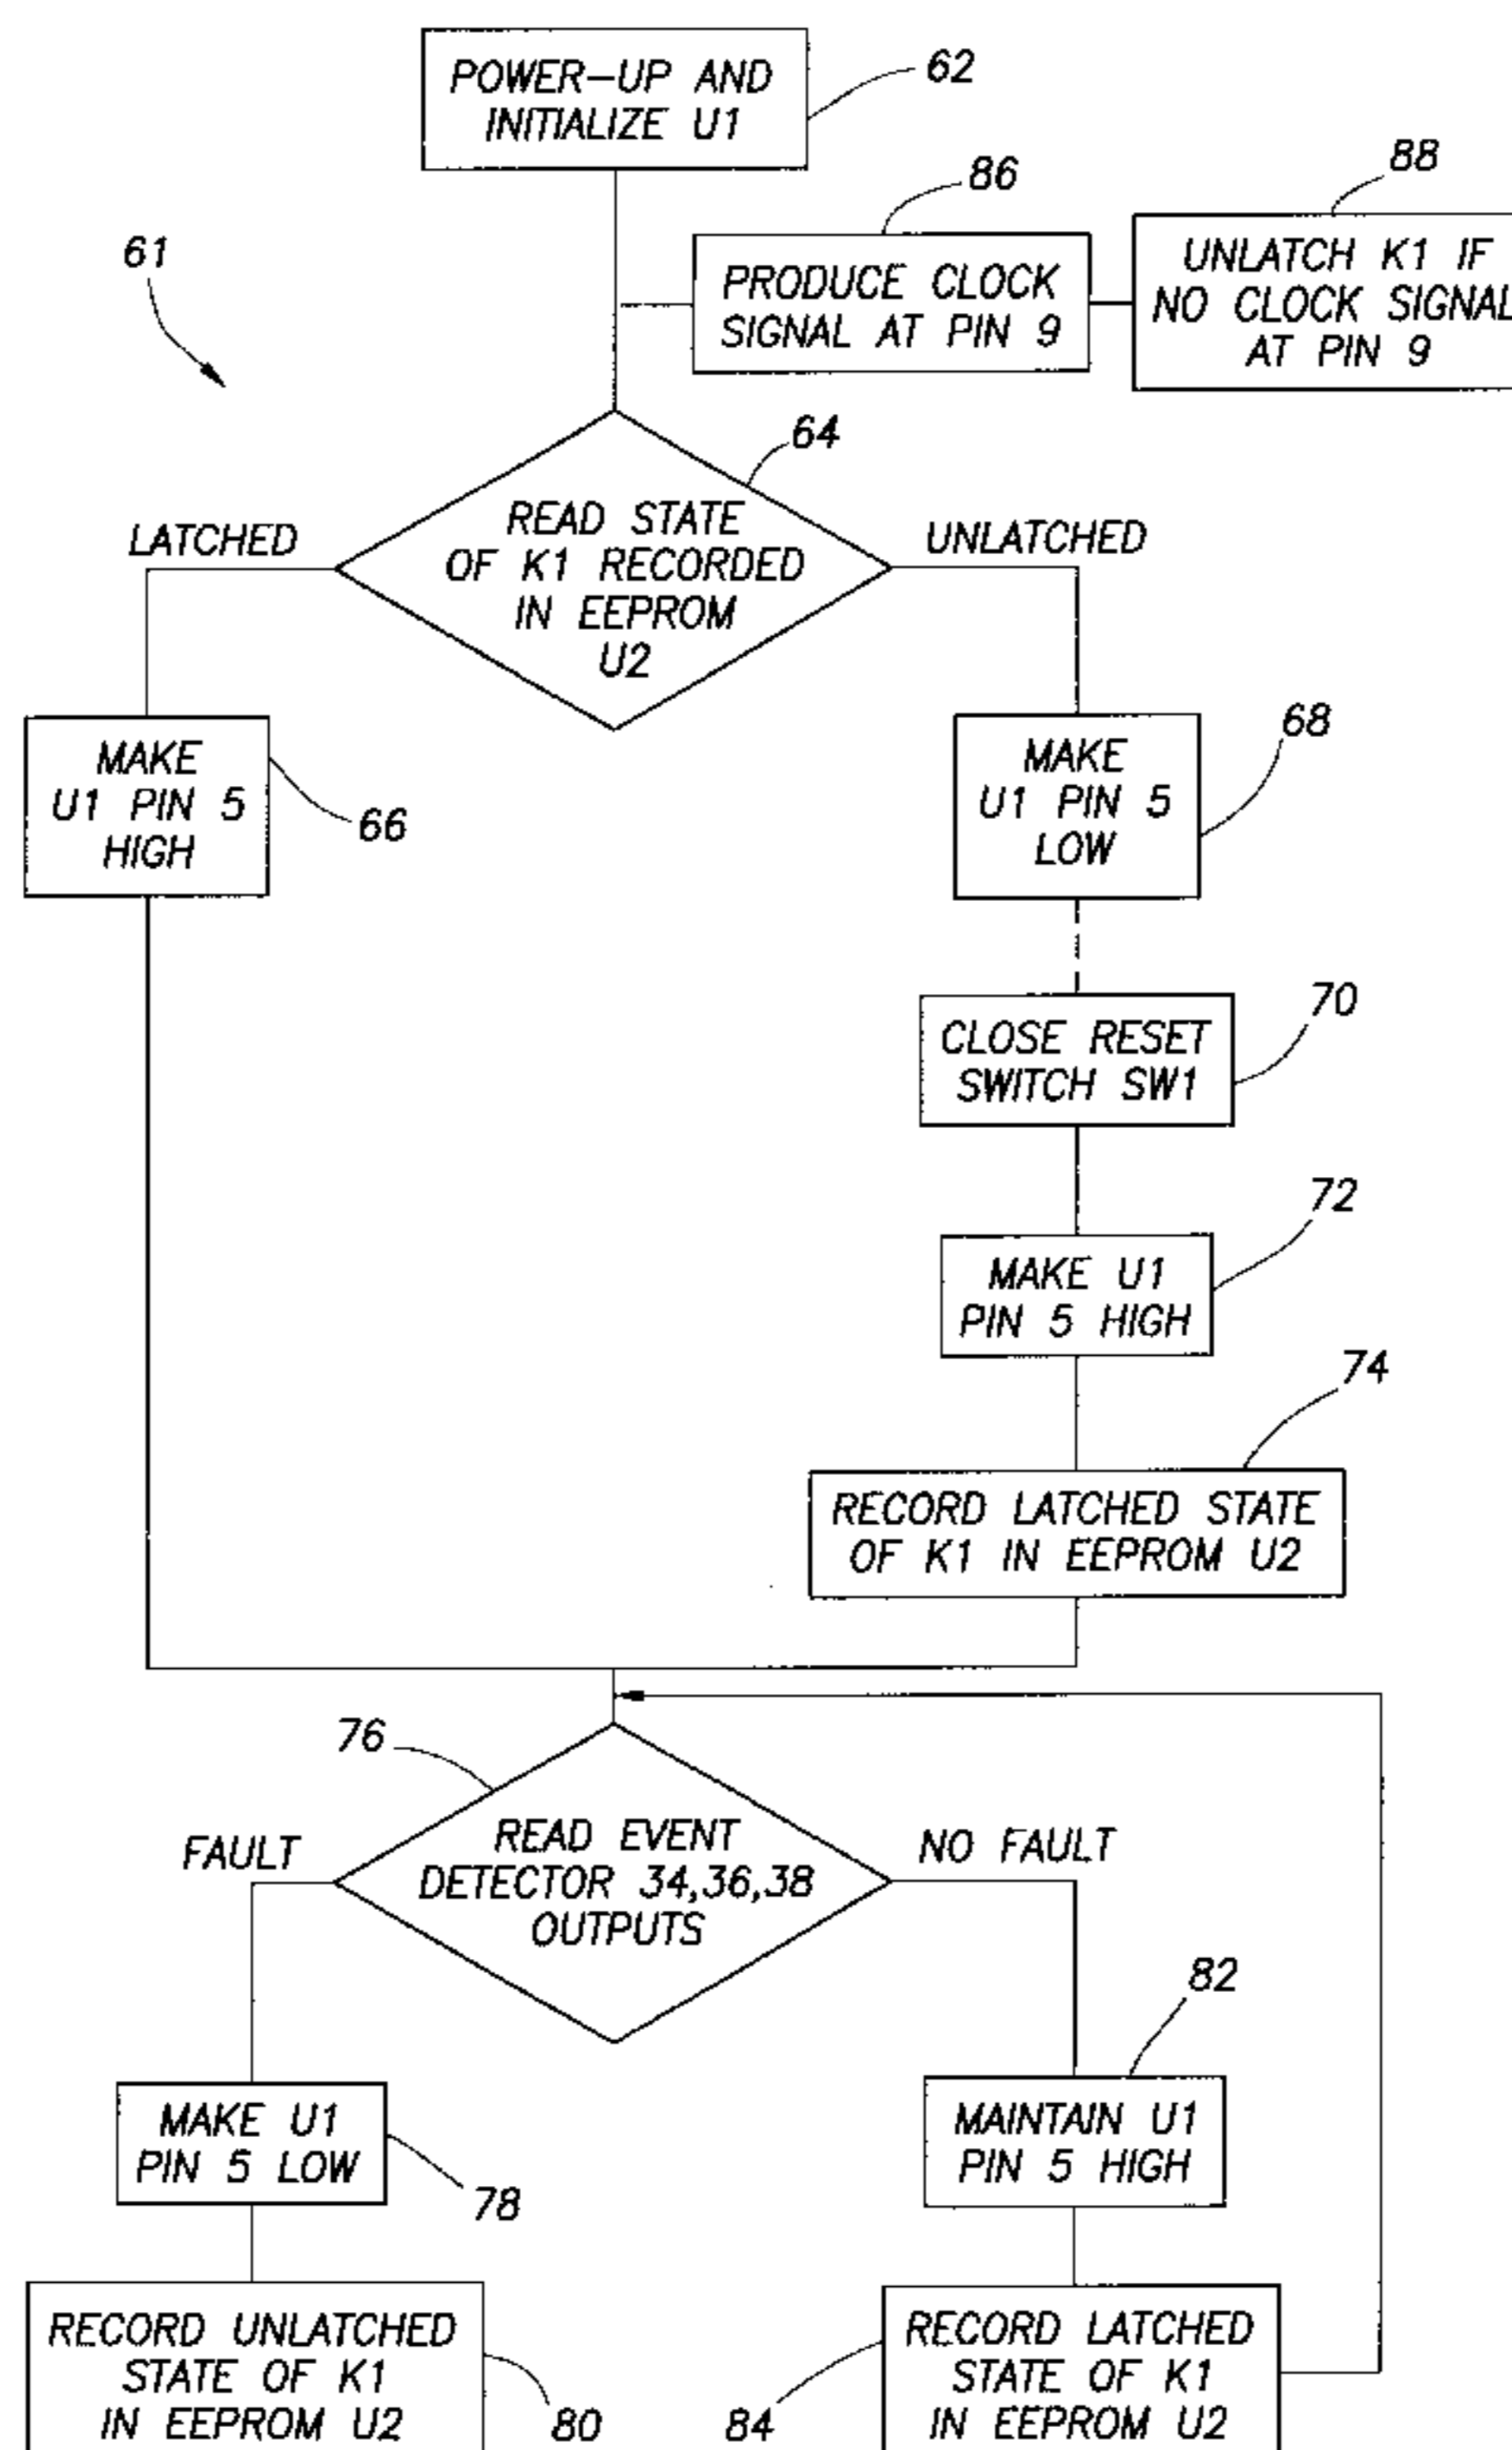 POWER-UP AND
INITIALIZE U1
62
86
88
61
PRODUCE CLOCK
SIGNAL AT PIN 9
UNLATCH K1 IF
NO CLOCK SIGNAL
AT PIN 9
64
READ STATE
OF K1 RECORDED
IN EEPROM
U2
LATCHED
UNLATCHED
MAKE
U1 PIN 5
HIGH
66
MAKE
U1 PIN 5
LOW
68
CLOSE RESET
SWITCH SW1
70
72
MAKE U1
PIN 5 HIGH
74
RECORD LATCHED STATE
OF K1 IN EEPROM U2
76
READ EVENT
DETECTOR 34,36,38
OUTPUTS
FAULT
NO FAULT
82
MAKE U1
PIN 5 LOW
78
MAINTAIN U1
PIN 5 HIGH
RECORD UNLATCHED
STATE OF K1
IN EEPROM U2
80
84
RECORD LATCHED
STATE OF K1
IN EEPROM U2